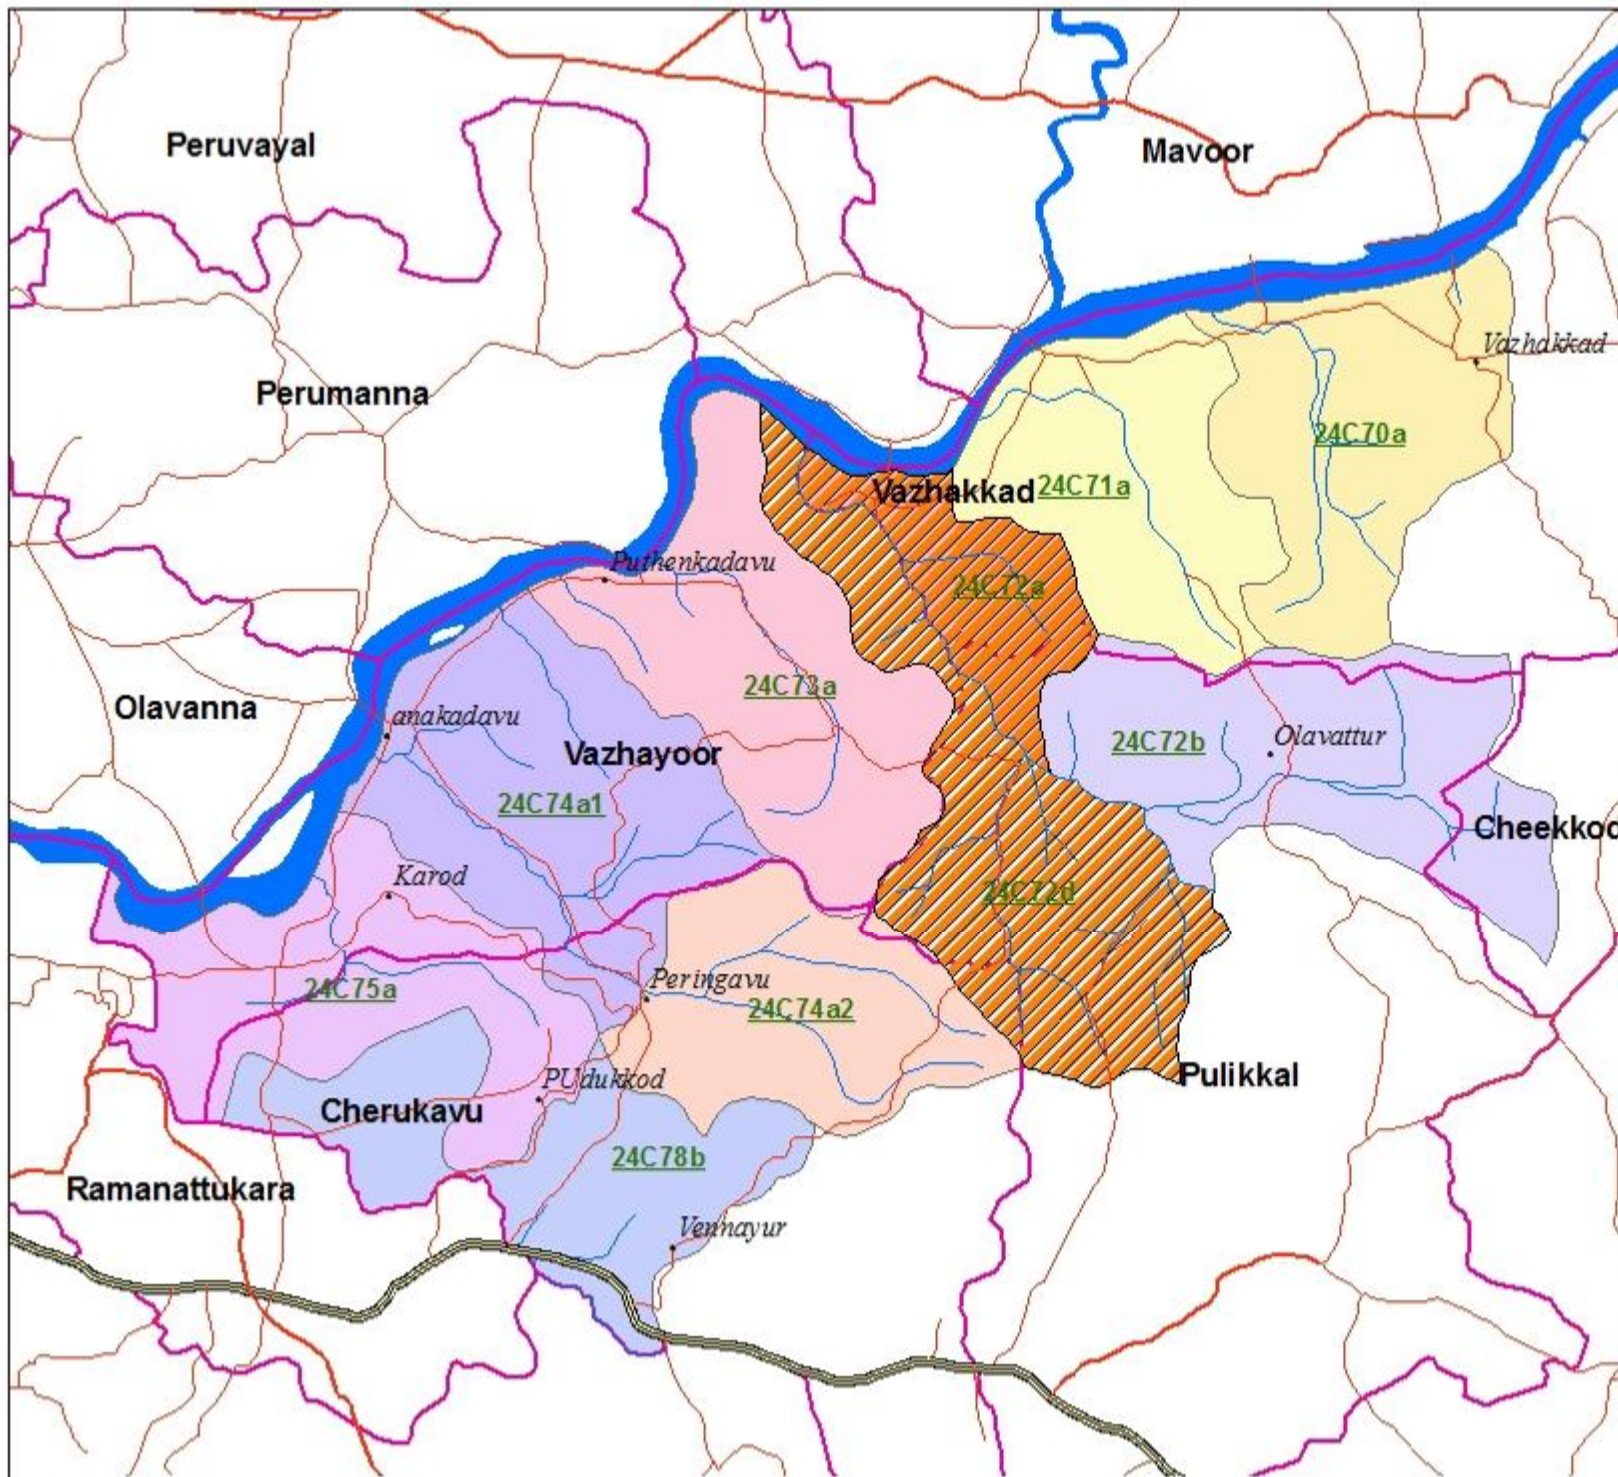 Peruvayal
Mavoor
Vazhakkad
Perumanna
24C70a
24C71a
Vazhakkad
Puthenkadavu
24C72a
24C73a
Olavanna
anakadavu
Vazhayoor
24C72b
Olavattur
24C74a1
Cheekkod
Karod
24C72d
Peringavu
24C75a
24C74a2
PUdukkod
Pulikkal
Cherukavu
24C78b
Ramanattukara
Vennayur